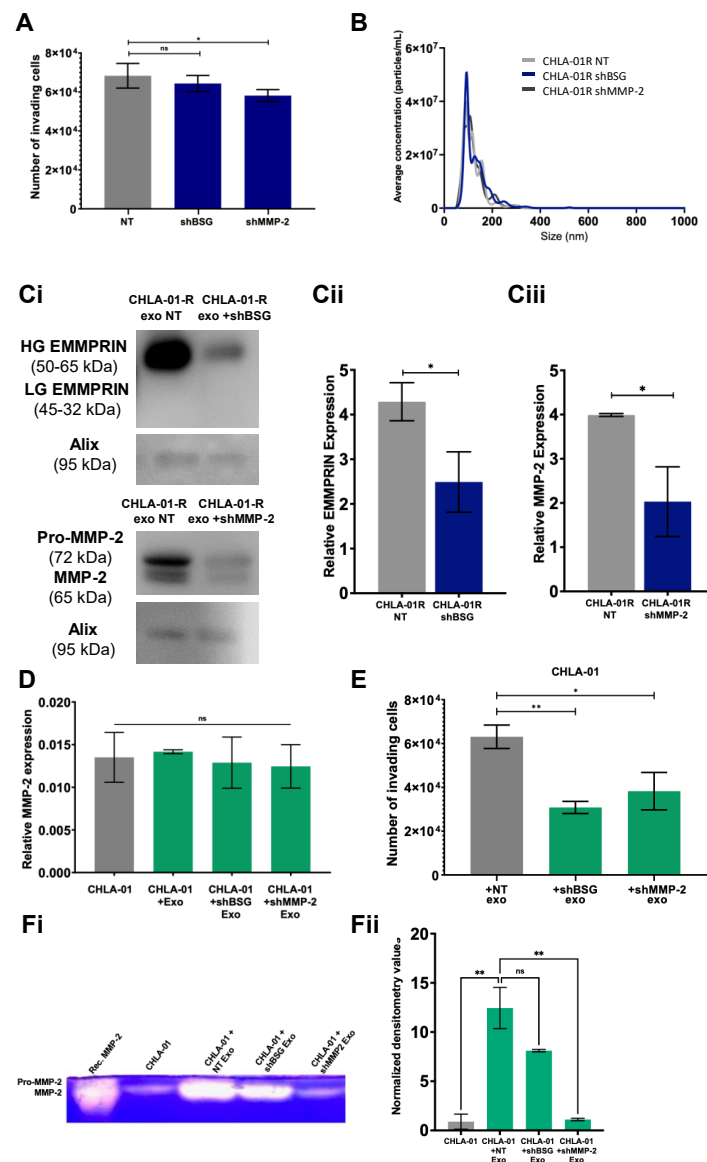 A
Number of invading cells
8×10⁴
6×10⁴
4×10⁴
2×10⁴
0
*
ns
NT
shBSG
shMMP-2
B
Average concentration (particles/mL)
6×10⁷
4×10⁷
2×10⁷
0
CHLA-01R NT
CHLA-01R shBSG
CHLA-01R shMMP-2
0
200
400
600
800
1000
Size (nm)
Ci
CHLA-01-R
exo NT
CHLA-01-R
exo +shBSG
HG EMMPRIN
(50-65 kDa)
LG EMMPRIN
(45-32 kDa)
Alix
(95 kDa)
CHLA-01-R
exo NT
CHLA-01-R
exo +shMMP-2
Pro-MMP-2
(72 kDa)
MMP-2
(65 kDa)
Alix
(95 kDa)
Cii
Relative EMMPRIN Expression
5
4
3
2
1
0
*
CHLA-01R
NT
CHLA-01R
shBSG
Ciii
Relative MMP-2 Expression
5
4
3
2
1
0
*
CHLA-01R
NT
CHLA-01R
shMMP-2
D
Relative MMP-2 expression
0.020
0.015
0.010
0.005
0.000
ns
CHLA-01
CHLA-01
+Exo
CHLA-01
+shBSG
Exo
CHLA-01
+shMMP-2
Exo
E
CHLA-01
Number of invading cells
8×10⁴
6×10⁴
4×10⁴
2×10⁴
0
*
**
+NT
exo
+shBSG
exo
+shMMP-2
exo
Fi
Rec. MMP-2
CHLA-01
CHLA-01 +
NT Exo
CHLA-01 +
shBSG Exo
CHLA-01 +
shMMP2 Exo
Pro-MMP-2
MMP-2
Fii
Normalized densitometry values
20
15
10
5
0
**
**
ns
CHLA-01
CHLA-01
+NT
Exo
CHLA-01
+shBSG
Exo
CHLA-01
+shMMP-2
Exo